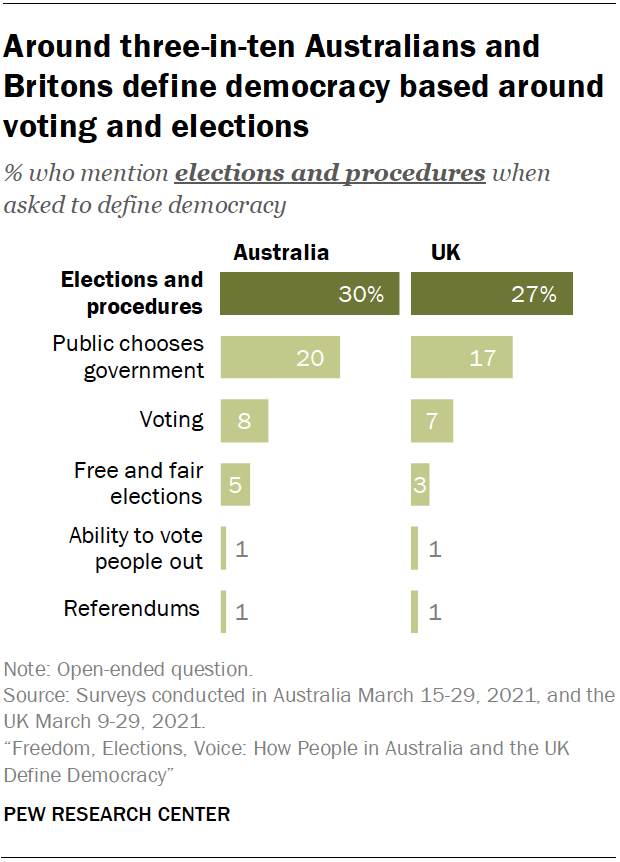 Around three-in-ten Australians and
Britons define democracy based around
voting and elections
% who mention elections and procedures when
asked to define democracy
Australia UK
Elections and
procedures 30% 27%
Public chooses
government 20 17
Voting 8 7
Free and fair
elections 5 3
Ability to vote
people out 1 1
Referendums 1 1
Note: Open-ended question.
Source: Surveys conducted in Australia March 15-29, 2021, and the
UK March 9-29, 2021.
“Freedom, Elections, Voice: How People in Australia and the UK
Define Democracy”
PEW RESEARCH CENTER